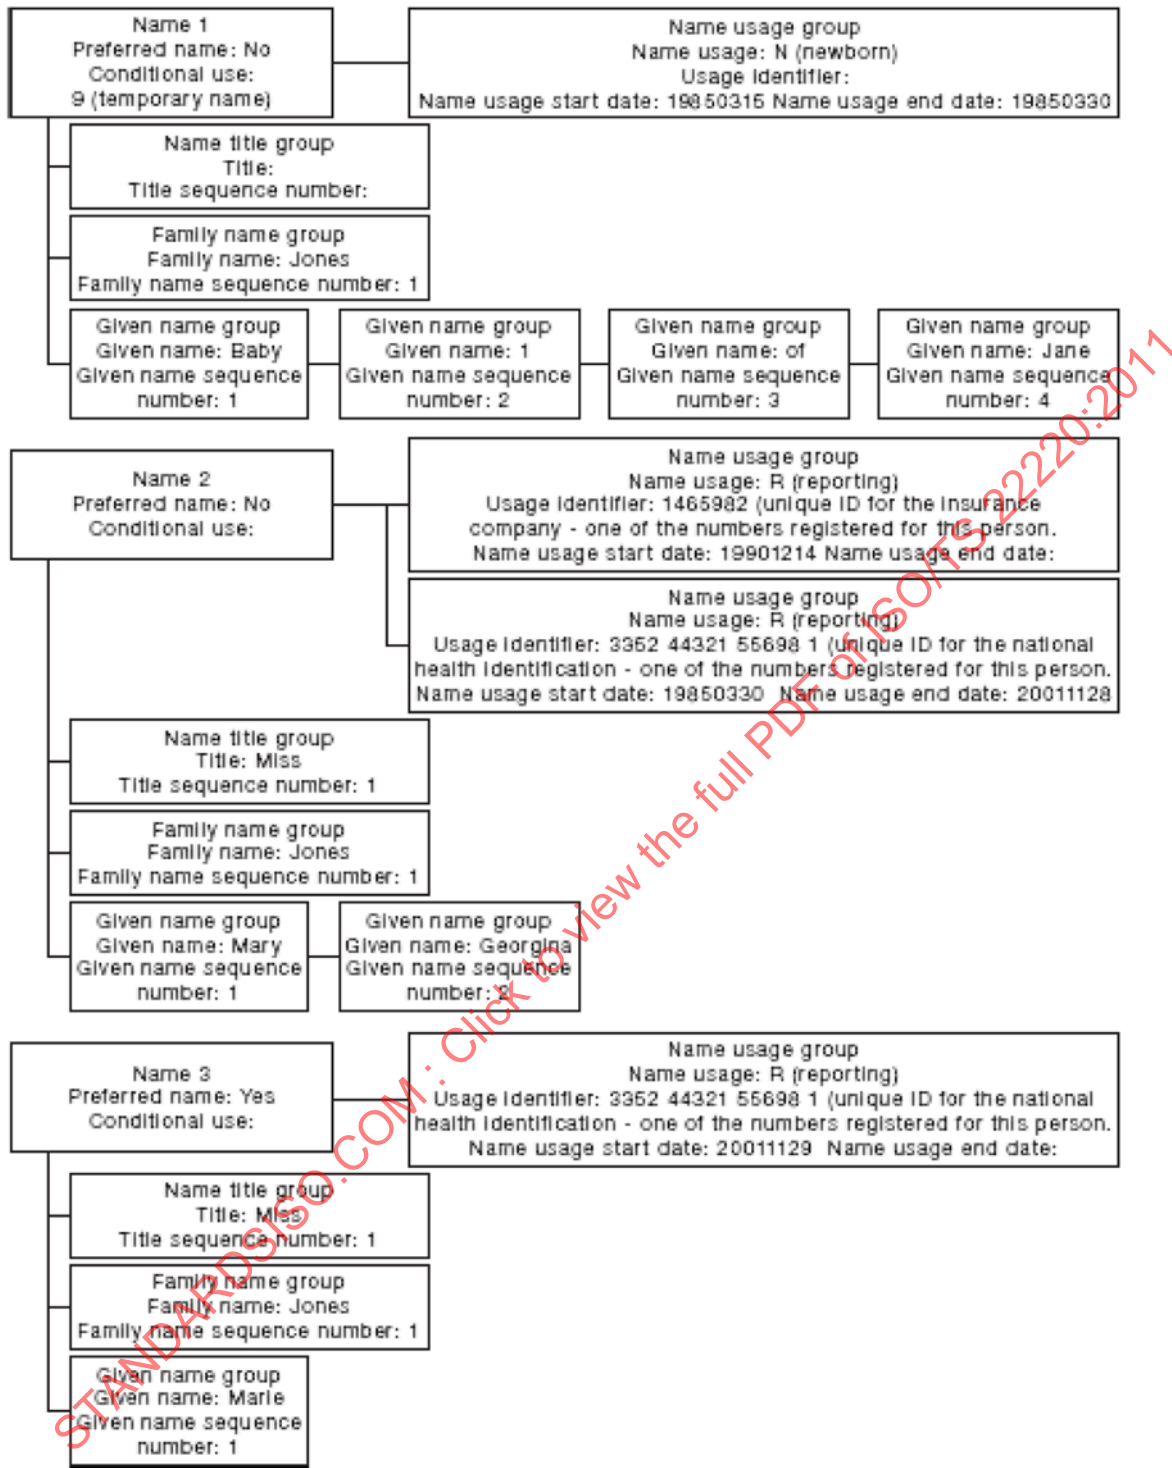 Name 1
Preferred name: No
Conditional use:
9 (temporary name)
Name usage group
Name usage: N (newborn)
Usage identifier:
Name usage start date: 19850315 Name usage end date: 19850330
Name title group
Title:
Title sequence number:
Family name group
Family name: Jones
Family name sequence number: 1
Given name group
Given name: Baby
Given name sequence
number: 1
Given name group
Given name: 1
Given name sequence
number: 2
Given name group
Given name: of
Given name sequence
number: 3
Given name group
Given name: Jane
Given name sequence
number: 4
Name 2
Preferred name: No
Conditional use:
Name usage group
Name usage: R (reporting)
Usage identifier: 1465982 (unique ID for the insurance
company - one of the numbers registered for this person.
Name usage start date: 19901214 Name usage end date:
Name usage group
Name usage: R (reporting)
Usage identifier: 3352 44321 55698 1 (unique ID for the national
health identification - one of the numbers registered for this person.
Name usage start date: 19850330 Name usage end date: 20011128
Name title group
Title: Miss
Title sequence number: 1
Family name group
Family name: Jones
Family name sequence number: 1
Given name group
Given name: Mary
Given name sequence
number: 1
Given name group
Given name: Georgina
Given name sequence
number: 2
Name 3
Preferred name: Yes
Conditional use:
Name usage group
Name usage: R (reporting)
Usage identifier: 3352 44321 55698 1 (unique ID for the national
health identification - one of the numbers registered for this person.
Name usage start date: 20011129 Name usage end date:
Name title group
Title: Miss
Title sequence number: 1
Family name group
Family name: Jones
Family name sequence number: 1
Given name group
Given name: Marie
Given name sequence
number: 1
STANDARDSISO.COM : Click to view the full PDF of ISO/TS 22220:2011